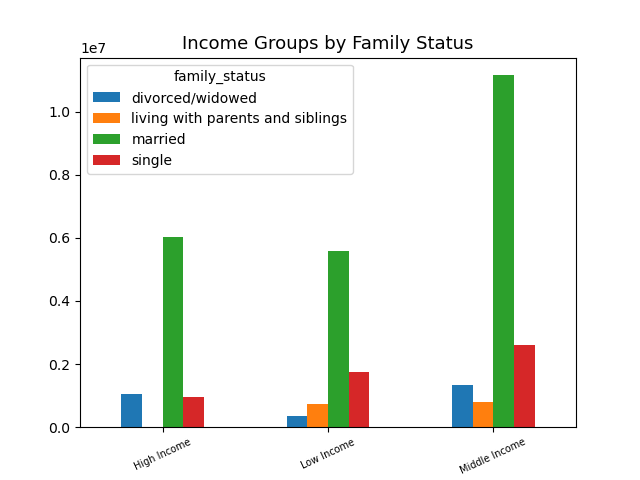 Income Groups by Family Status
1e7
family_status
divorced/widowed
living with parents and siblings
married
single
1.0
0.8
0.6
0.4
0.2
0.0
High Income
Low Income
Middle Income